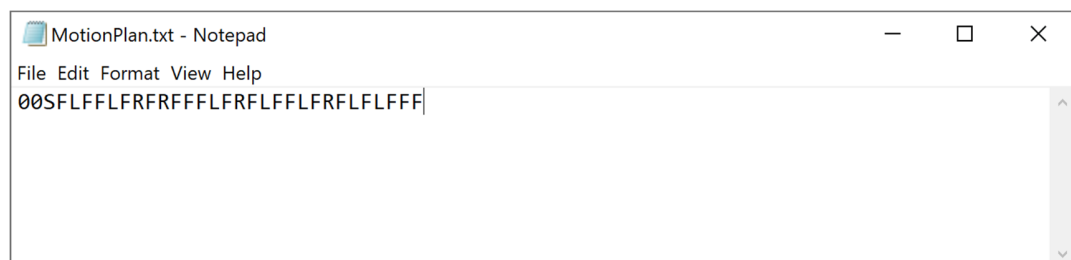 MotionPlan.txt - Notepad
File Edit Format View Help
00SFLFFLFRFRFFFLFRFLFFLFRFLFLFFF